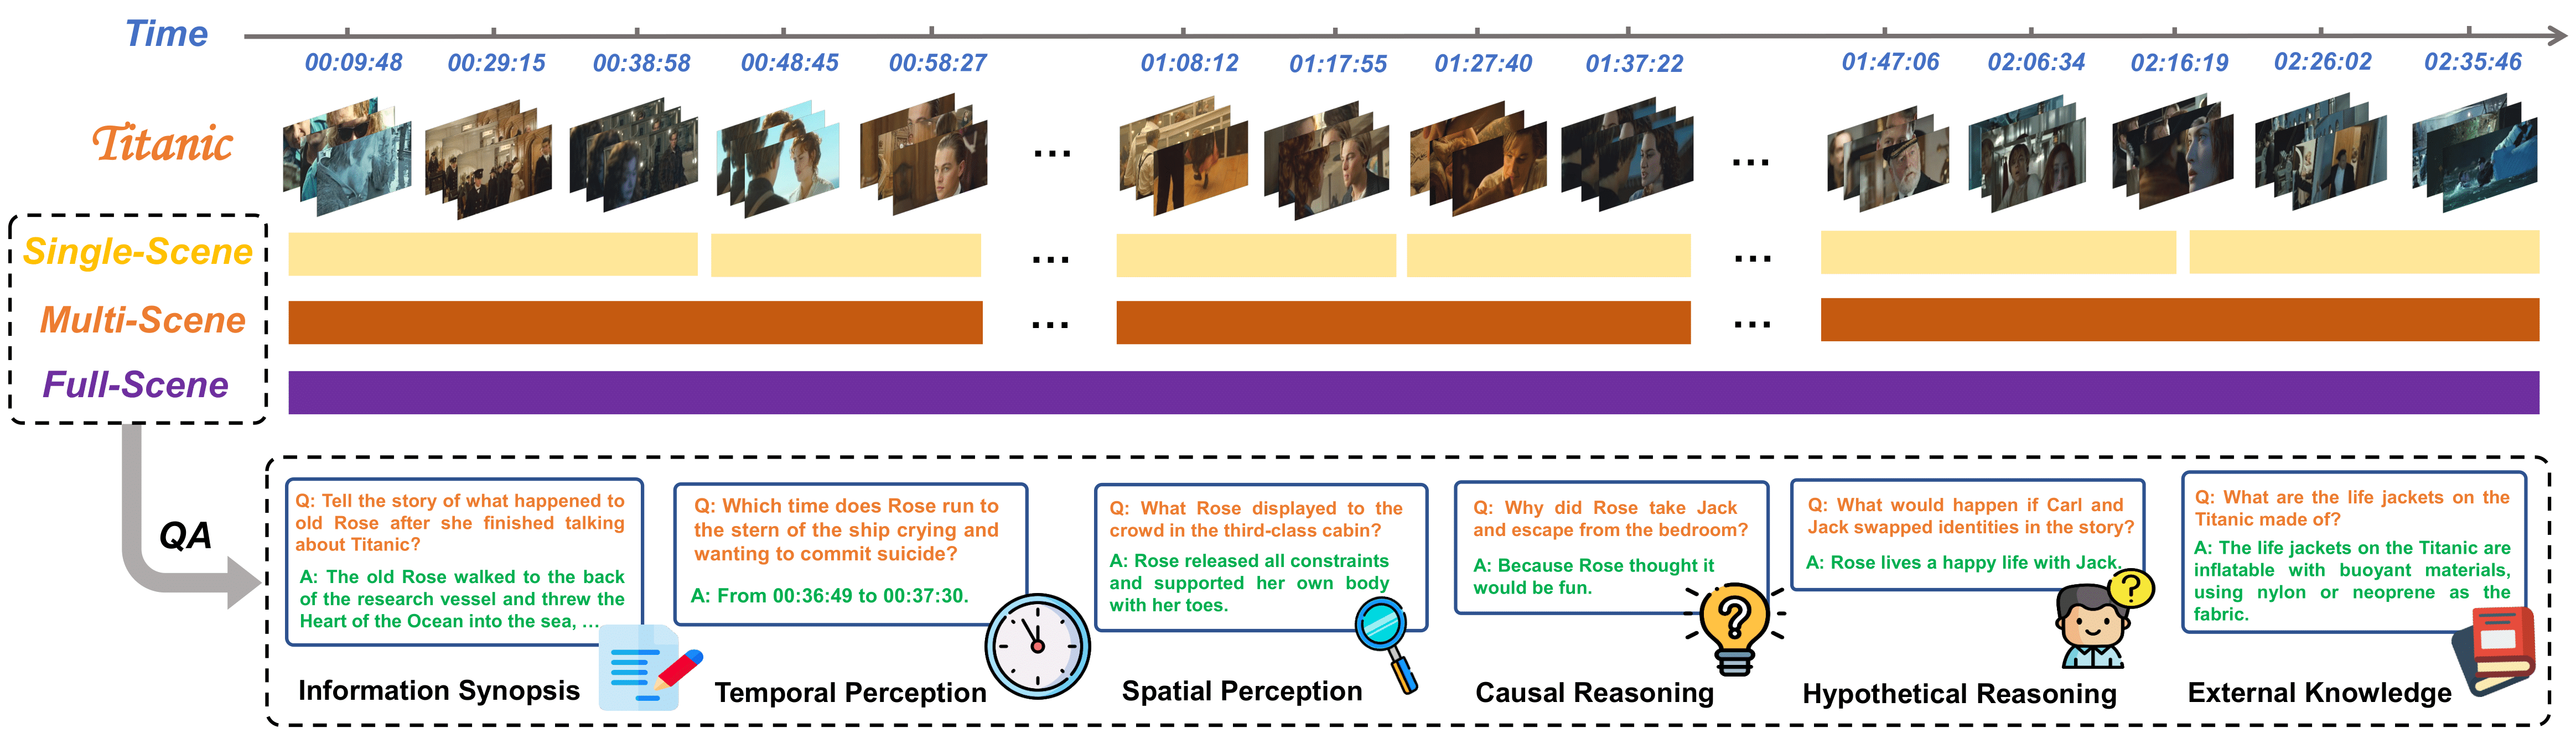 Time
00:09:48 00:29:15 00:38:58 00:48:45 00:58:27 01:08:12 01:17:55 01:27:40 01:37:22 01:47:06 02:06:34 02:16:19 02:26:02 02:35:46
Titanic
...
...
Single-Scene
...
...
Multi-Scene
...
...
Full-Scene
QA
Q: Tell the story of what happened to
old Rose after she finished talking
about Titanic?
A: The old Rose walked to the back
of the research vessel and threw the
Heart of the Ocean into the sea, ...
Information Synopsis
Q: Which time does Rose run to
the stern of the ship crying and
wanting to commit suicide?
A: From 00:36:49 to 00:37:30.
Temporal Perception
Q: What Rose displayed to the
crowd in the third-class cabin?
A: Rose released all constraints
and supported her own body
with her toes.
Spatial Perception
Q: Why did Rose take Jack
and escape from the bedroom?
A: Because Rose thought it
would be fun.
?
Causal Reasoning
Q: What would happen if Carl and
Jack swapped identities in the story?
A: Rose lives a happy life with Jack.
?
Hypothetical Reasoning
Q: What are the life jackets on the
Titanic made of?
A: The life jackets on the Titanic are
inflatable with buoyant materials,
using nylon or neoprene as the
fabric.
External Knowledge